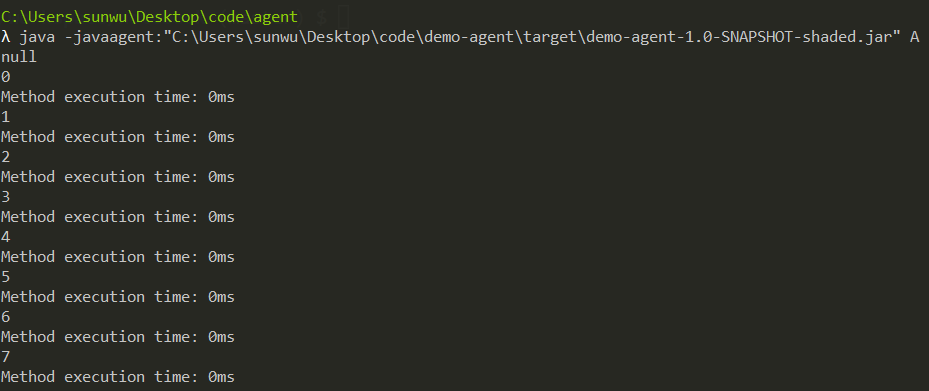 C:\Users\sunwu\Desktop\code\agent $
λ java -javaagent:"C:\Users\sunwu\Desktop\code\demo-agent\target\demo-agent-1.0-SNAPSHOT-shaded.jar" A
null
0
Method execution time: 0ms
1
Method execution time: 0ms
2
Method execution time: 0ms
3
Method execution time: 0ms
4
Method execution time: 0ms
5
Method execution time: 0ms
6
Method execution time: 0ms
7
Method execution time: 0ms